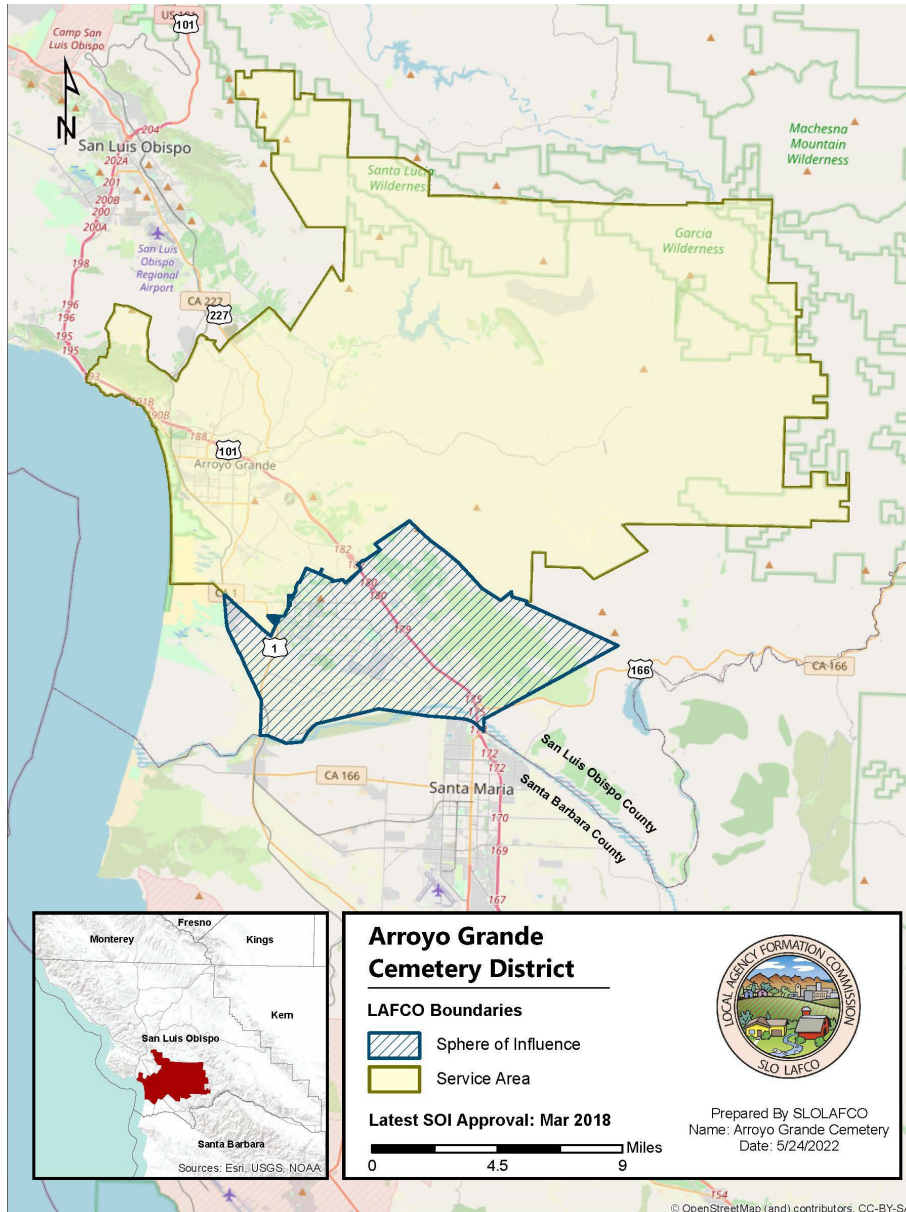 US 101
101
Camp San
Luis Obispo
N
204
San Luis Obispo
202A
201
200B
200
200A
San Luis
Obispo
Regional
Airport
198
CA 227
227
196
196
195
195
193
191B
190B
188
101
Arroyo Grande
Santa Lucia
Wilderness
Machesna
Mountain
Wilderness
Garcia
Wilderness
182
180
180
179
CA 1
1
175
CA 166
166
172
172
CA 166
Santa Maria
170
169
167
San Luis Obispo County
Santa Barbara County
Fresno
Monterey
Kings
Kern
San Luis Obispo
Santa Barbara
Sources: Esri, USGS, NOAA
Arroyo Grande
Cemetery District
LAFCO Boundaries
Sphere of Influence
Service Area
Latest SOI Approval: Mar 2018
Miles
0 4.5 9
LOCAL AGENCY FORMATION COMMISSION
SLO LAFCO
Prepared By SLOLAFCO
Name: Arroyo Grande Cemetery
Date: 5/24/2022
154
© OpenStreetMap (and) contributors, CC-BY-SA